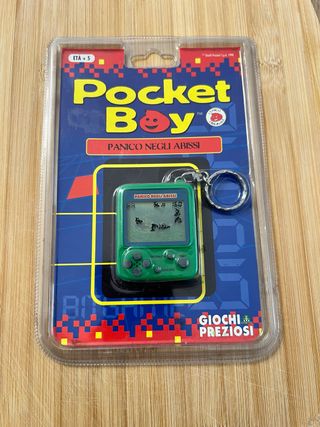 ETÀ + 5
Pocket
Boy
PANICO NEGLI ABISSI
PANICO NEGLI ABISSI
GIOCHI
PREZIOSI